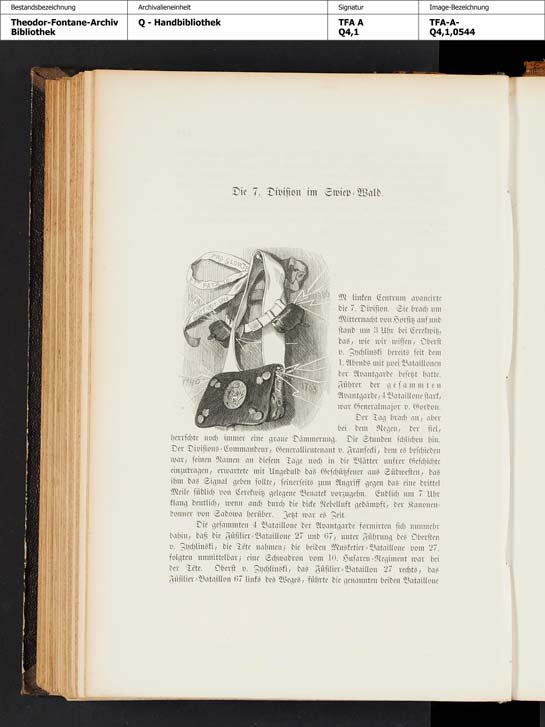 Bestandsbezeichnung
Archivalieneinheit
Signatur
Image-Bezeichnung
Theodor-Fontane-Archiv
Bibliothek
Q - Handbibliothek
TFA A
Q4,1
TFA-A-
Q4,1,0544
Die 7. Division im Swiep-Wald.
PRO GLORIA
1740
1763
M linken Centrum avancirte
die 7. Division. Sie brach um
Mitternacht von Horsitz auf und
stand um 3 Uhr bei Cerekwitz,
das, wie wir wissen, Oberst
v. Zychlinski bereits seit dem
1. Abends mit zwei Bataillonen
der Avantgarde besetzt hatte.
Führer der gesammten
Avantgarde, 4 Bataillone stark,
war Generalmajor v. Gordon.
Der Tag brach an, aber
bei dem Regen, der fiel,
herrschte noch immer eine graue Dämmerung. Die Stunden schlichen hin.
Der Divisions-Commandeur, Generallieutenant v. Fransecki, dem es beschieden
war, seinen Namen an diesem Tage noch in die Blätter unsrer Geschichte
einzutragen, erwartete mit Ungeduld das Geschützfeuer aus Südwesten, das
ihm das Signal geben sollte, seinerseits zum Angriff gegen das eine drittel
Meile südlich von Cerekwitz gelegene Benatek vorzugehn. Endlich um 7 Uhr
klang deutlich, wenn auch durch die dicke Nebelluft gedämpft, der Kanonen-
donner von Sadowa herüber. Jetzt war es Zeit.
Die gesammten 4 Bataillone der Avantgarde formirten sich nunmehr
dahin, daß die Füsilier-Bataillone 27 und 67, unter Führung des Obersten
v. Zychlinski, die Tête nahmen; die beiden Musketier-Bataillone vom 27.
folgten unmittelbar; eine Schwadron vom 10. Husaren-Regiment war bei
der Tête. Oberst v. Zychlinski, das Füsilier-Bataillon 27 rechts, das
Füsilier-Bataillon 67 links des Weges, führte die genannten beiden Bataillone